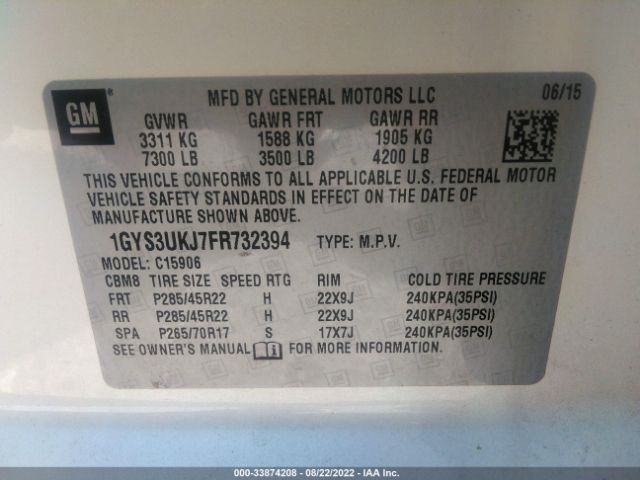 GM ®
MFD BY GENERAL MOTORS LLC 06/15
GVWR GAWR FRT GAWR RR
3311 KG 1588 KG 1905 KG
7300 LB 3500 LB 4200 LB
THIS VEHICLE CONFORMS TO ALL APPLICABLE U.S. FEDERAL MOTOR
VEHICLE SAFETY STANDARDS IN EFFECT ON THE DATE OF
MANUFACTURE SHOWN ABOVE.
1GYS3UKJ7FR732394 TYPE: M.P.V.
MODEL: C15906
CBM8 TIRE SIZE SPEED RTG RIM COLD TIRE PRESSURE
FRT P285/45R22 H 22X9J 240KPA(35PSI)
RR P285/45R22 H 22X9J 240KPA(35PSI)
SPA P265/70R17 S 17X7J 240KPA(35PSI)
SEE OWNER'S MANUAL FOR MORE INFORMATION.
000-33874208 - 08/22/2022 - IAA Inc.